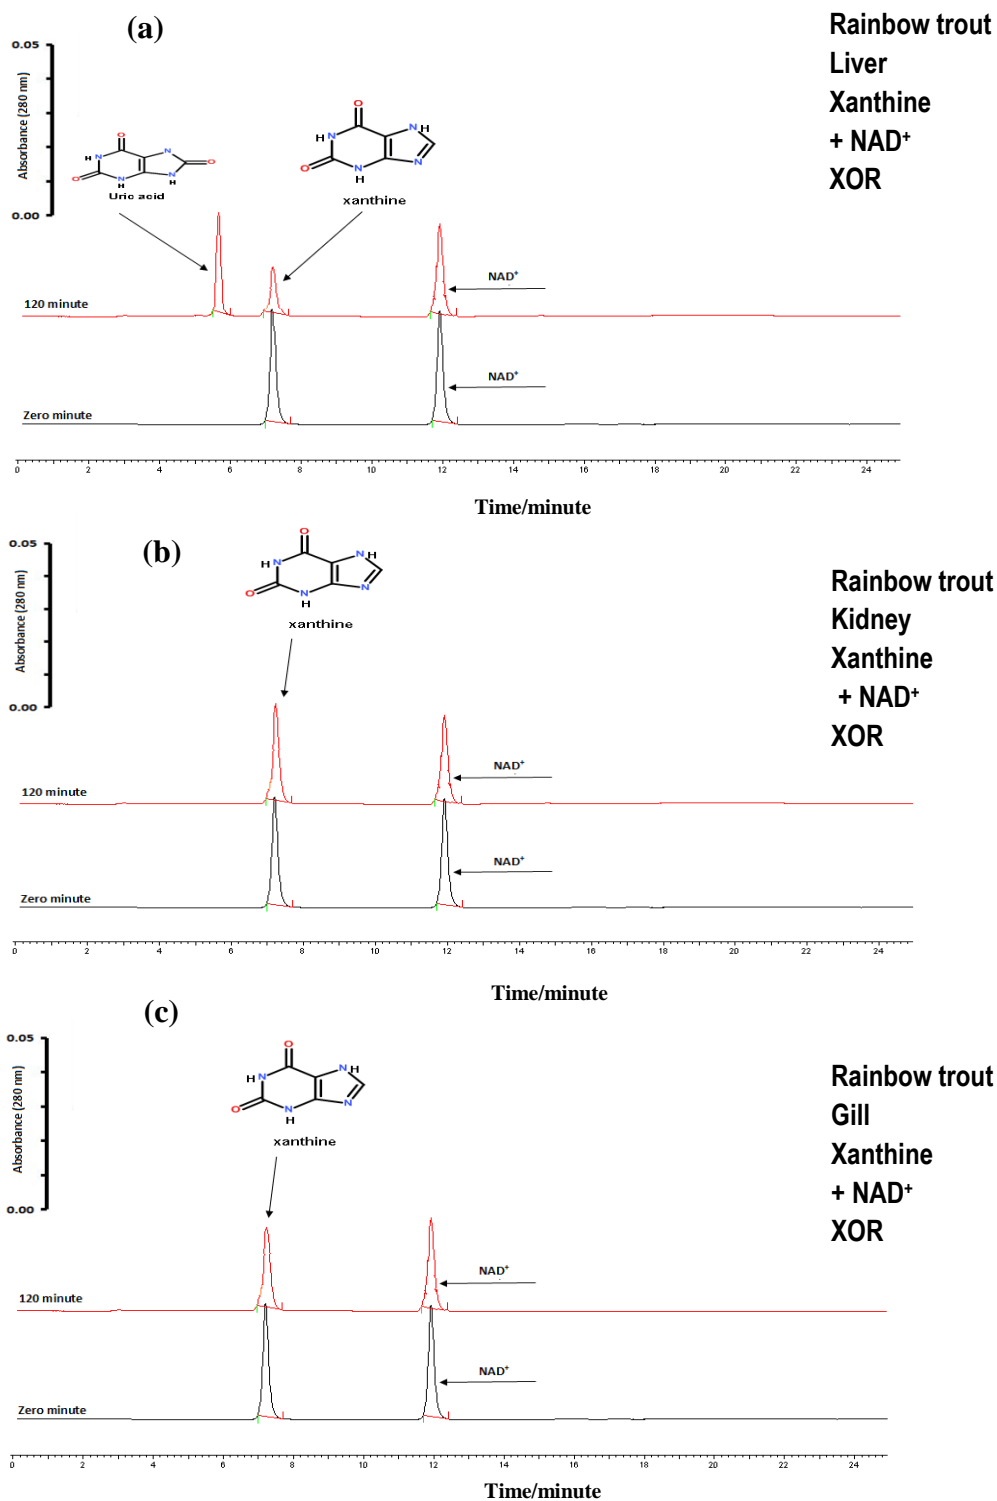 (a)
Rainbow trout
Liver
Xanthine
+ NAD⁺
XOR
0.05
Absorbance (280 nm)
0.00
O
O
H N
N
N
O
N
H
H
Uric acid
O
H N
N H
O
N
N
H
xanthine
NAD⁺
120 minute
NAD⁺
Zero minute
0 2 4 6 8 10 12 14 16 18 20 22 24
Time/minute
(b)
Rainbow trout
Kidney
Xanthine
+ NAD⁺
XOR
0.05
Absorbance (280 nm)
0.00
O
H N
N H
O
N
N
H
xanthine
NAD⁺
120 minute
NAD⁺
Zero minute
0 2 4 6 8 10 12 14 16 18 20 22 24
Time/minute
(c)
Rainbow trout
Gill
Xanthine
+ NAD⁺
XOR
0.05
Absorbance (280 nm)
0.00
O
H N
N H
O
N
N
H
xanthine
NAD⁺
120 minute
NAD⁺
Zero minute
0 2 4 6 8 10 12 14 16 18 20 22 24
Time/minute